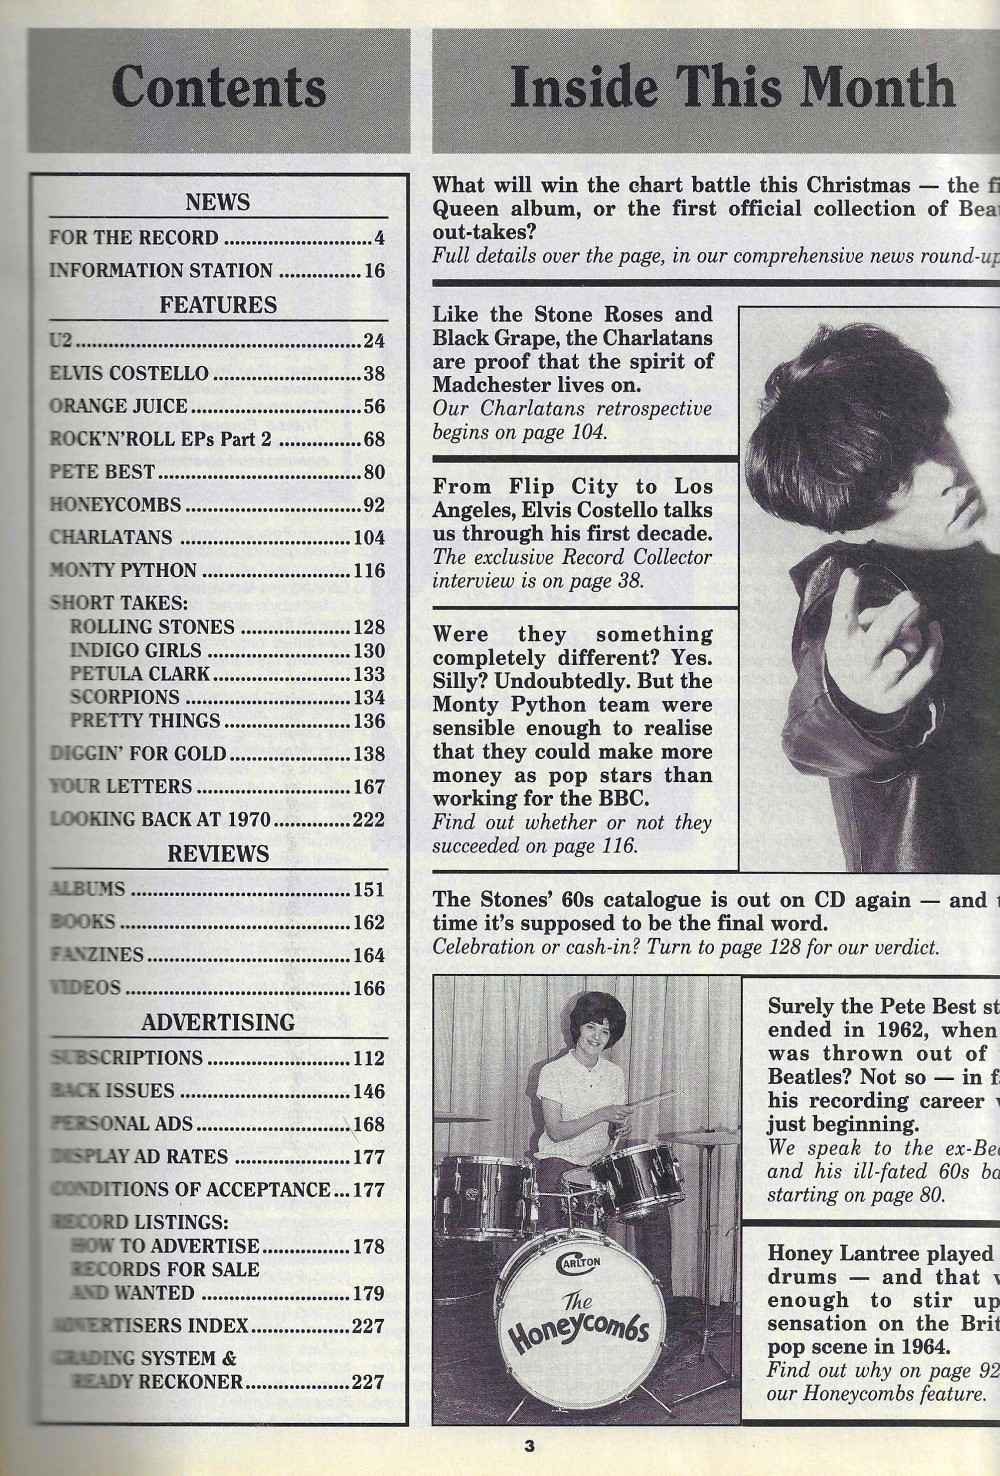 Contents
NEWS
FOR THE RECORD ........................... 4
INFORMATION STATION ............... 16
FEATURES
U2 .................................................... 24
ELVIS COSTELLO ........................... 38
ORANGE JUICE ............................... 56
ROCK'N'ROLL EPs Part 2 ............... 68
PETE BEST ..................................... 80
HONEYCOMBS ................................ 92
CHARLATANS ............................... 104
MONTY PYTHON ........................... 116
SHORT TAKES:
ROLLING STONES .................... 128
INDIGO GIRLS .......................... 130
PETULA CLARK ......................... 133
SCORPIONS .............................. 134
PRETTY THINGS ....................... 136
DIGGIN' FOR GOLD ...................... 138
YOUR LETTERS ............................ 167
LOOKING BACK AT 1970 .............. 222
REVIEWS
ALBUMS ........................................ 151
BOOKS .......................................... 162
FANZINES ..................................... 164
VIDEOS ......................................... 166
ADVERTISING
SUBSCRIPTIONS .......................... 112
BACK ISSUES ............................... 146
PERSONAL ADS ............................ 168
DISPLAY AD RATES ..................... 177
CONDITIONS OF ACCEPTANCE ... 177
RECORD LISTINGS:
HOW TO ADVERTISE ................ 178
RECORDS FOR SALE
AND WANTED ........................... 179
ADVERTISERS INDEX .................. 227
GRADING SYSTEM &
READY RECKONER ................... 227
Inside This Month
What will win the chart battle this Christmas — the
Queen album, or the first official collection of
out-takes?
Full details over the page, in our comprehensive news
Like the Stone Roses and
Black Grape, the Charlatans
are proof that the spirit of
Madchester lives on.
Our Charlatans retrospective
begins on page 104.
From Flip City to Los
Angeles, Elvis Costello talks
us through his first decade.
The exclusive Record Collector
interview is on page 38.
Were they something
completely different? Yes.
Silly? Undoubtedly. But the
Monty Python team were
sensible enough to realise
that they could make more
money as pop stars than
working for the BBC.
Find out whether or not they
succeeded on page 116.
The Stones' 60s catalogue is out on CD again — and
time it's supposed to be the final word.
Celebration or cash-in? Turn to page 128 for our verdict.
CARLTON
The
Honeycombs
Surely the Pete Best
ended in 1962, when
was thrown out of
Beatles? Not so — in
his recording career
just beginning.
We speak to the
and his ill-fated 60s
starting on page 80.
Honey Lantree played
drums — and that
enough to stir up
sensation on the
pop scene in 1964.
Find out why on page 92
our Honeycombs feature.
3